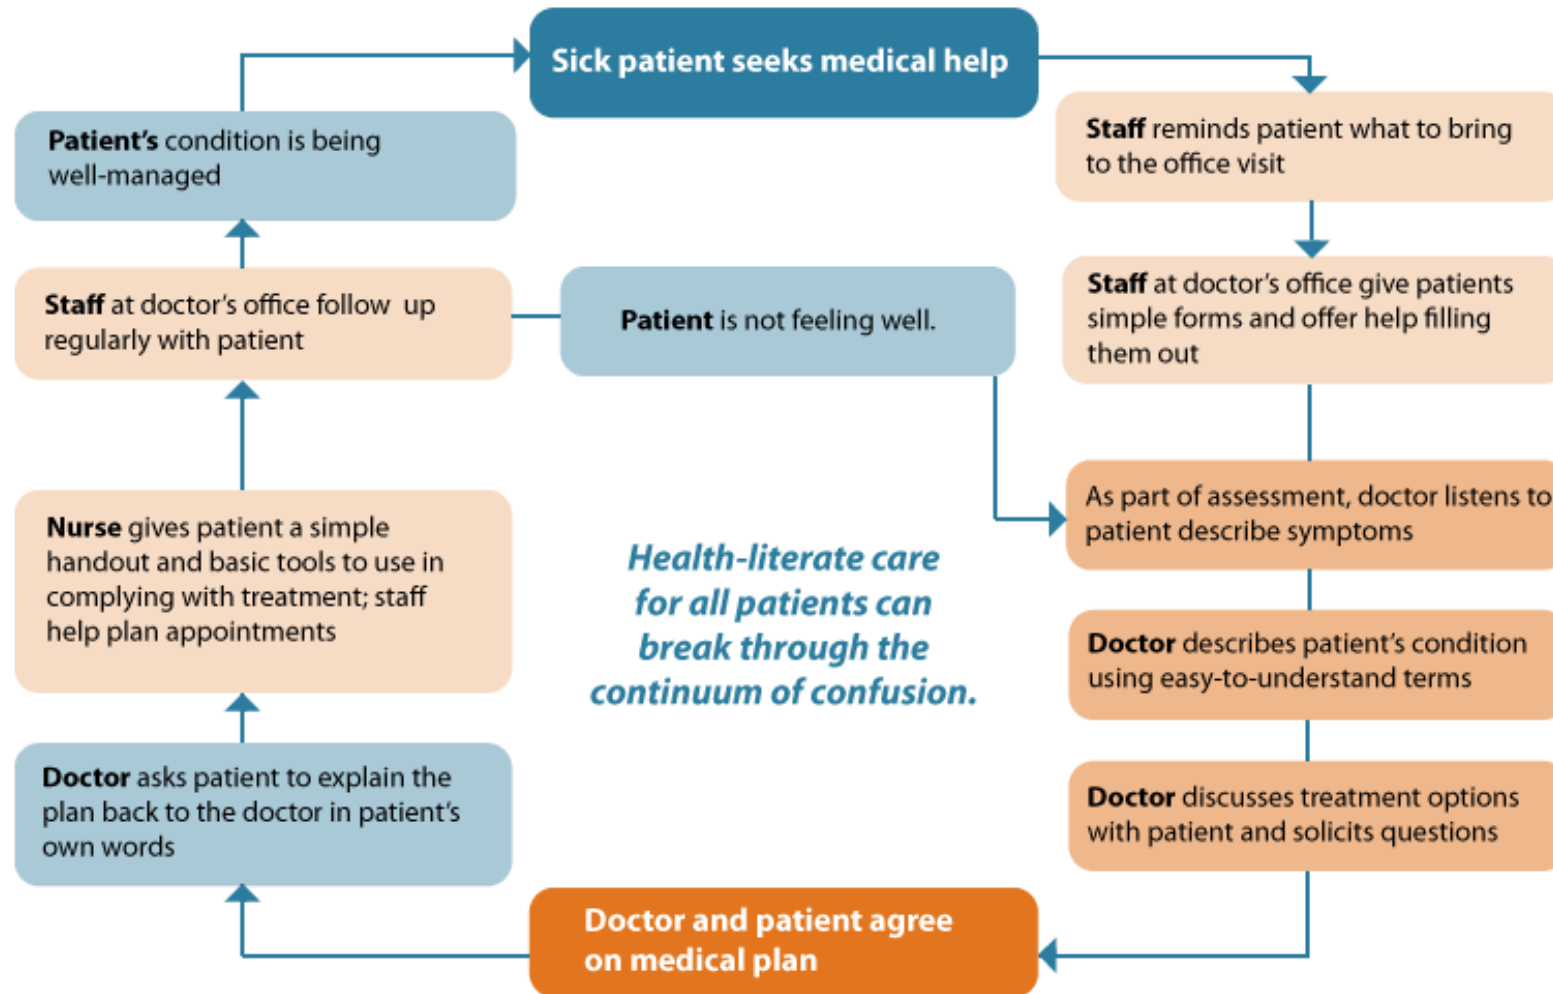 Sick patient seeks medical help
Staff reminds patient what to bring
to the office visit
Staff at doctor's office give patients
simple forms and offer help filling
them out
As part of assessment, doctor listens to
patient describe symptoms
Doctor describes patient's condition
using easy-to-understand terms
Doctor discusses treatment options
with patient and solicits questions
Doctor and patient agree
on medical plan
Doctor asks patient to explain the
plan back to the doctor in patient's
own words
Nurse gives patient a simple
handout and basic tools to use in
complying with treatment; staff
help plan appointments
Staff at doctor's office follow up
regularly with patient
Patient's condition is being
well-managed
Patient is not feeling well.
Health-literate care
for all patients can
break through the
continuum of confusion.